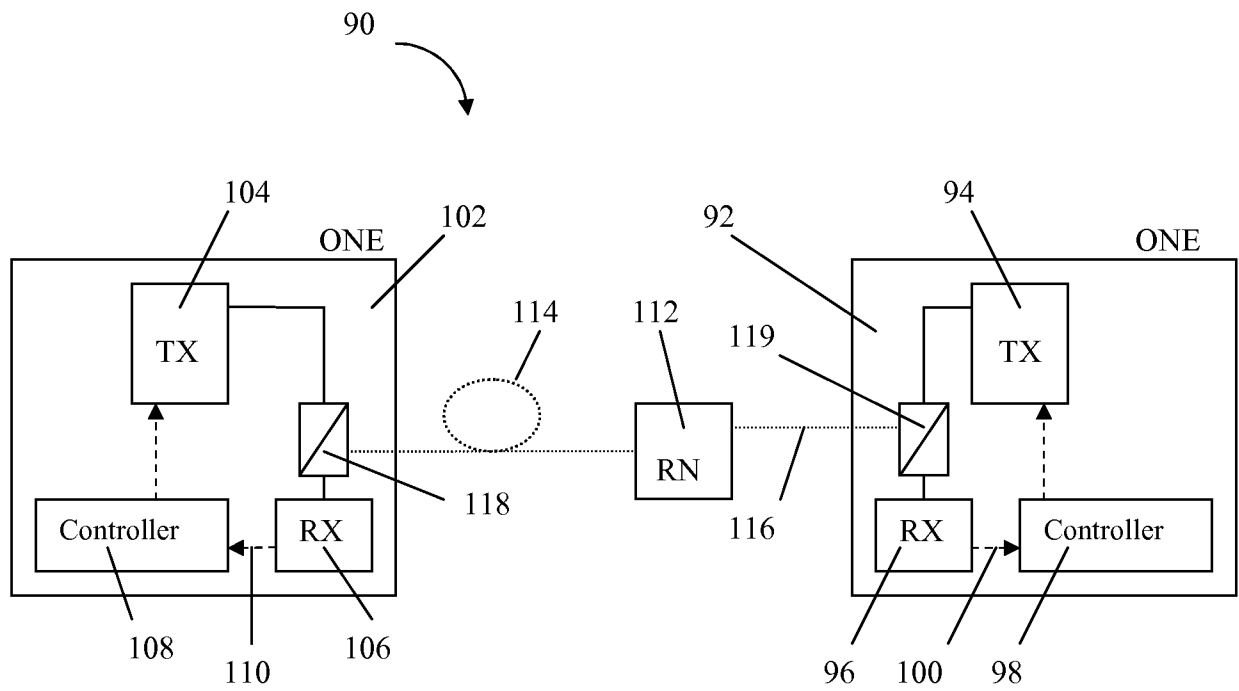 90
104
102
ONE
92
94
ONE
114
112
119
TX
TX
RN
118
116
Controller
RX
RX
Controller
108
110
106
96
100
98